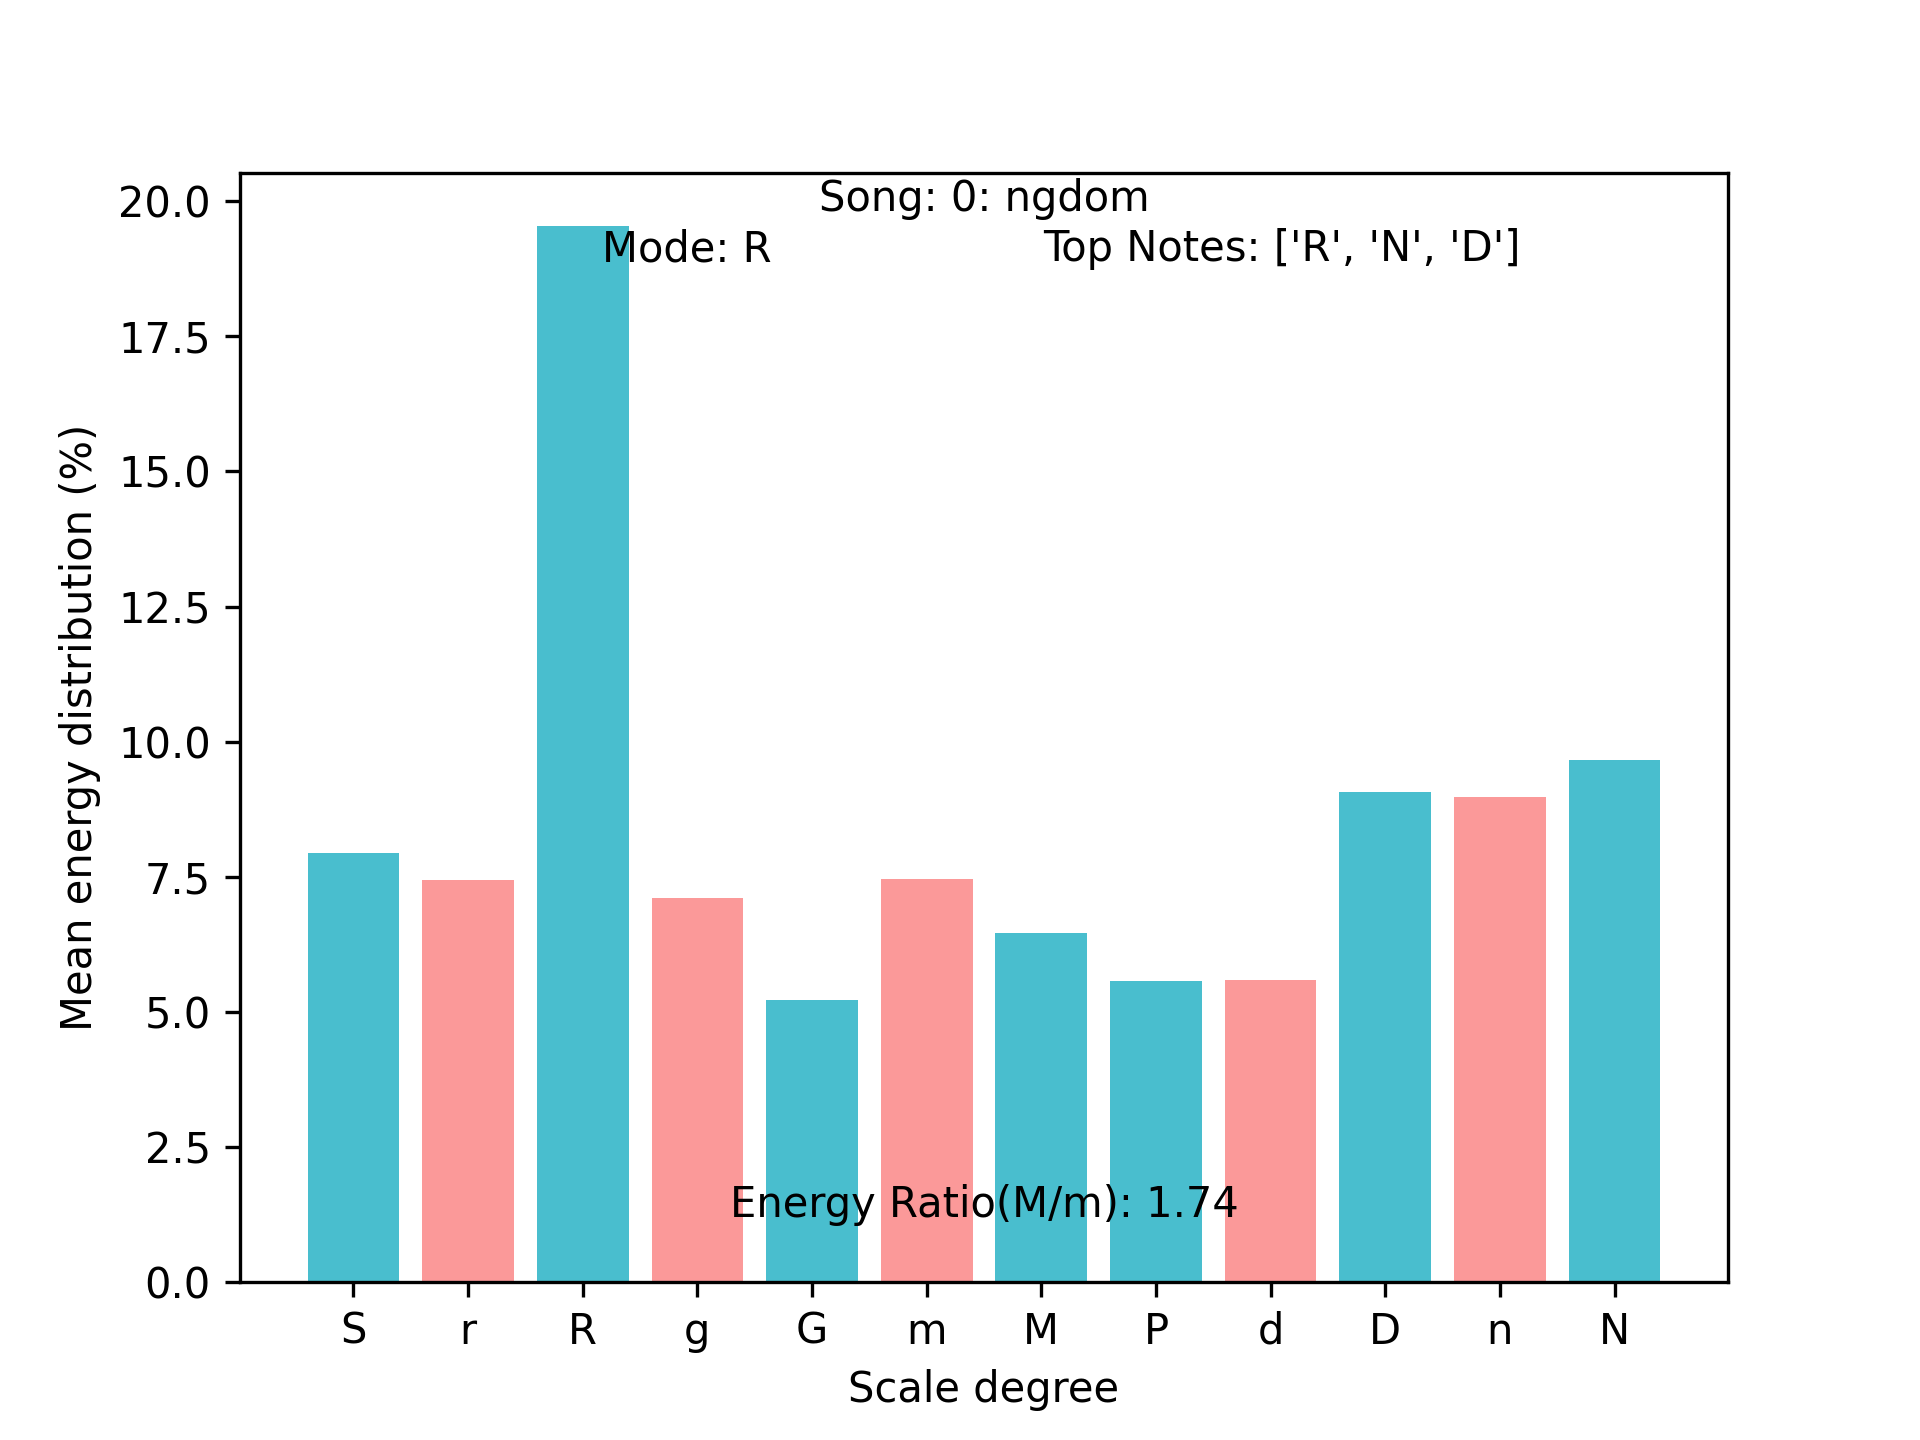 Song: 0: ngdom
Mode: R
Top Notes: ['R', 'N', 'D']
Mean energy distribution (%)
20.0
17.5
15.0
12.5
10.0
7.5
5.0
2.5
0.0
Energy Ratio(M/m): 1.74
S r R g G m M P d D n N
Scale degree